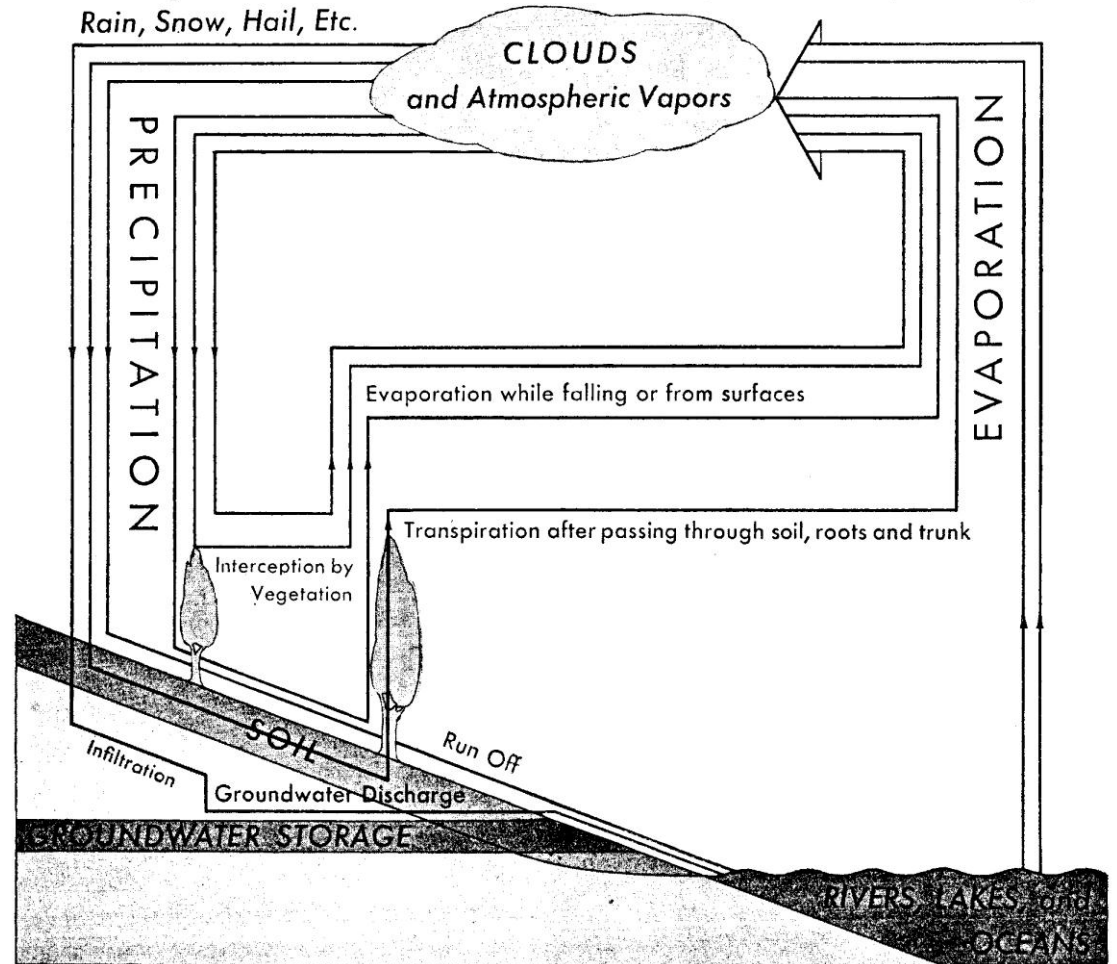 Rain, Snow, Hail, Etc.
CLOUDS
and Atmospheric Vapors
PRECIPITATION
EVAPORATION
Evaporation while falling or from surfaces
Transpiration after passing through soil, roots and trunk
Interception by
Vegetation
SOIL
Run Off
Infiltration
Groundwater Discharge
GROUNDWATER STORAGE
RIVERS, LAKES, and
OCEANS